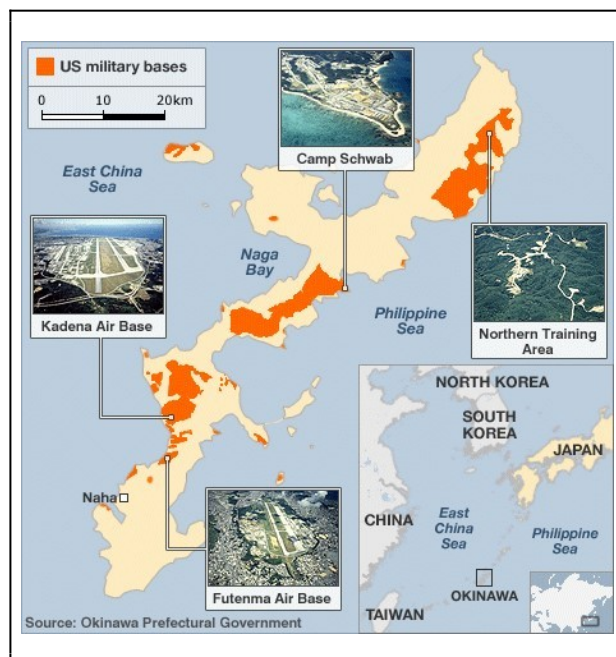 US military bases
0 10 20km
Camp Schwab
East China
Sea
Naga
Bay
Kadena Air Base
Philippine
Sea
Northern Training
Area
Naha
Futenma Air Base
NORTH KOREA
SOUTH
KOREA
JAPAN
CHINA
East
China
Sea
Philippine
Sea
OKINAWA
TAIWAN
Source: Okinawa Prefectural Government